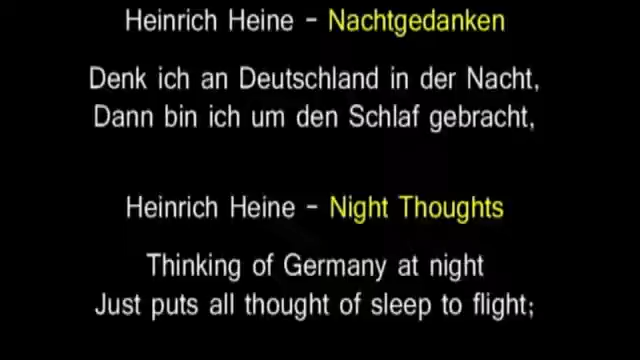 Heinrich Heine – Nachtgedanken
Denk ich an Deutschland in der Nacht,
Dann bin ich um den Schlaf gebracht,
Heinrich Heine – Night Thoughts
Thinking of Germany at night
Just puts all thought of sleep to flight;